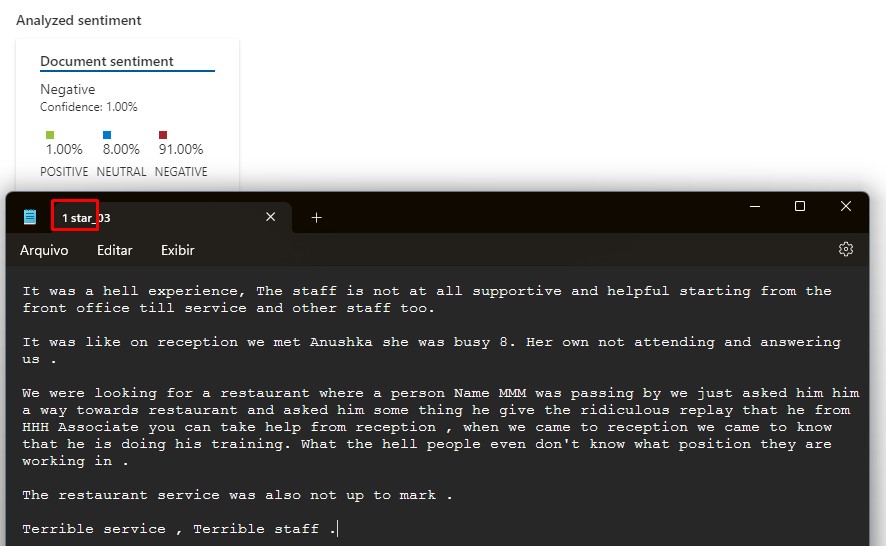 Analyzed sentiment
Document sentiment
Negative
Confidence: 1.00%
1.00% 8.00% 91.00%
POSITIVE NEUTRAL NEGATIVE
1 star_03
Arquivo Editar Exibir
It was a hell experience, The staff is not at all supportive and helpful starting from the
front office till service and other staff too.
It was like on reception we met Anushka she was busy 8. Her own not attending and answering
us .
We were looking for a restaurant where a person Name MMM was passing by we just asked him him
a way towards restaurant and asked him some thing he give the ridiculous replay that he from
HHH Associate you can take help from reception , when we came to reception we came to know
that he is doing his training. What the hell people even don't know what position they are
working in .
The restaurant service was also not up to mark .
Terrible service , Terrible staff .